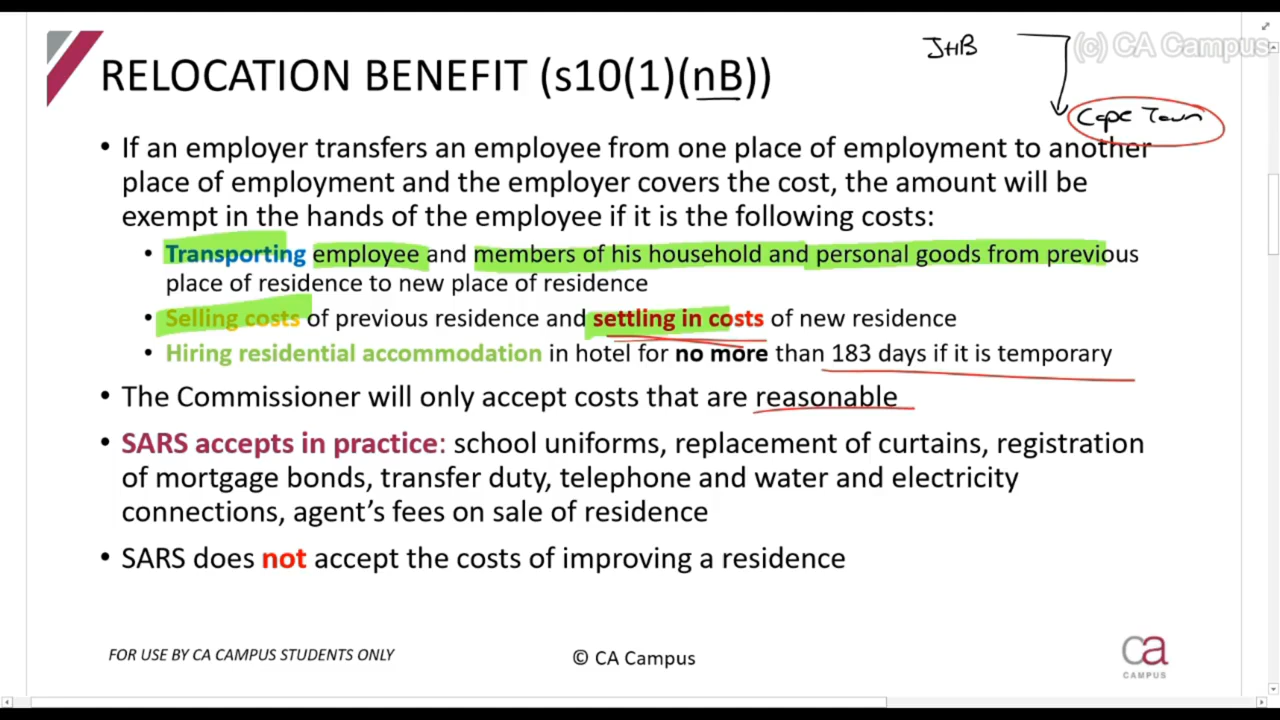 JHB
(c) CA Campus
RELOCATION BENEFIT (s10(1)(nB))
Cape Town
• If an employer transfers an employee from one place of employment to another
place of employment and the employer covers the cost, the amount will be
exempt in the hands of the employee if it is the following costs:
• Transporting employee and members of his household and personal goods from previous
place of residence to new place of residence
• Selling costs of previous residence and settling in costs of new residence
• Hiring residential accommodation in hotel for no more than 183 days if it is temporary
• The Commissioner will only accept costs that are reasonable
• SARS accepts in practice: school uniforms, replacement of curtains, registration
of mortgage bonds, transfer duty, telephone and water and electricity
connections, agent’s fees on sale of residence
• SARS does not accept the costs of improving a residence
FOR USE BY CA CAMPUS STUDENTS ONLY
© CA Campus
ca
CAMPUS